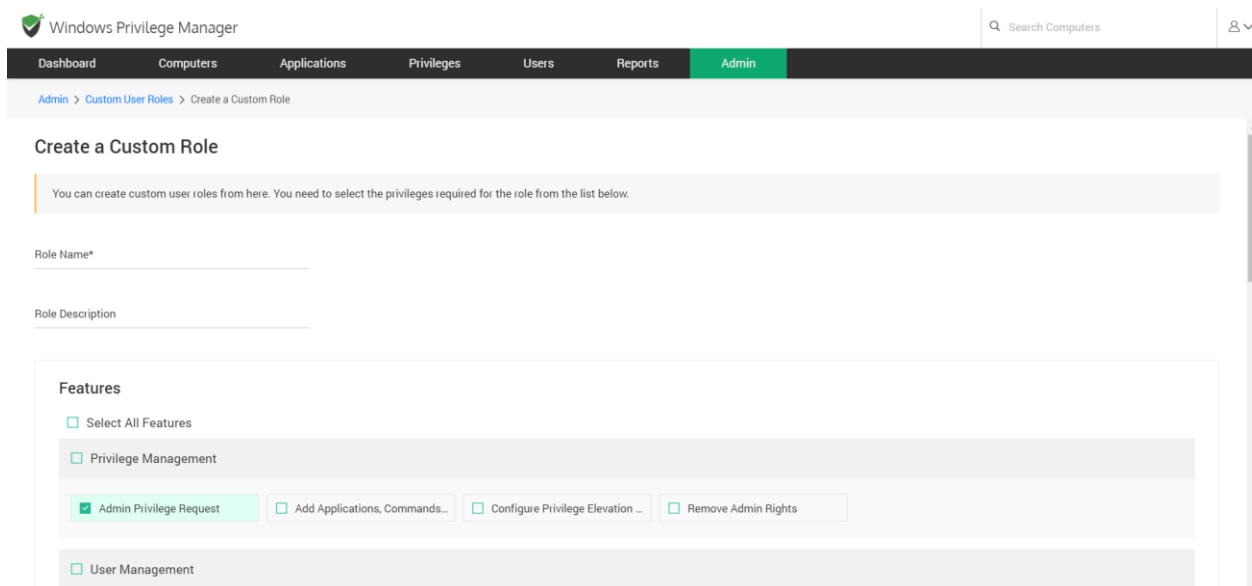 Windows Privilege Manager
Search Computers
Dashboard Computers Applications Privileges Users Reports Admin
Admin > Custom User Roles > Create a Custom Role
Create a Custom Role
You can create custom user roles from here. You need to select the privileges required for the role from the list below.
Role Name*
Role Description
Features
Select All Features
Privilege Management
Admin Privilege Request Add Applications, Commands... Configure Privilege Elevation ... Remove Admin Rights
User Management